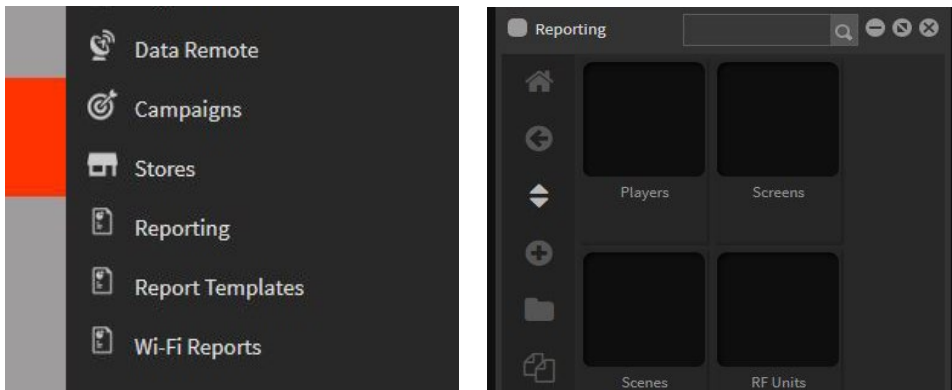 Data Remote
Campaigns
Stores
Reporting
Report Templates
Wi-Fi Reports
Reporting
Players
Screens
Scenes
RF Units